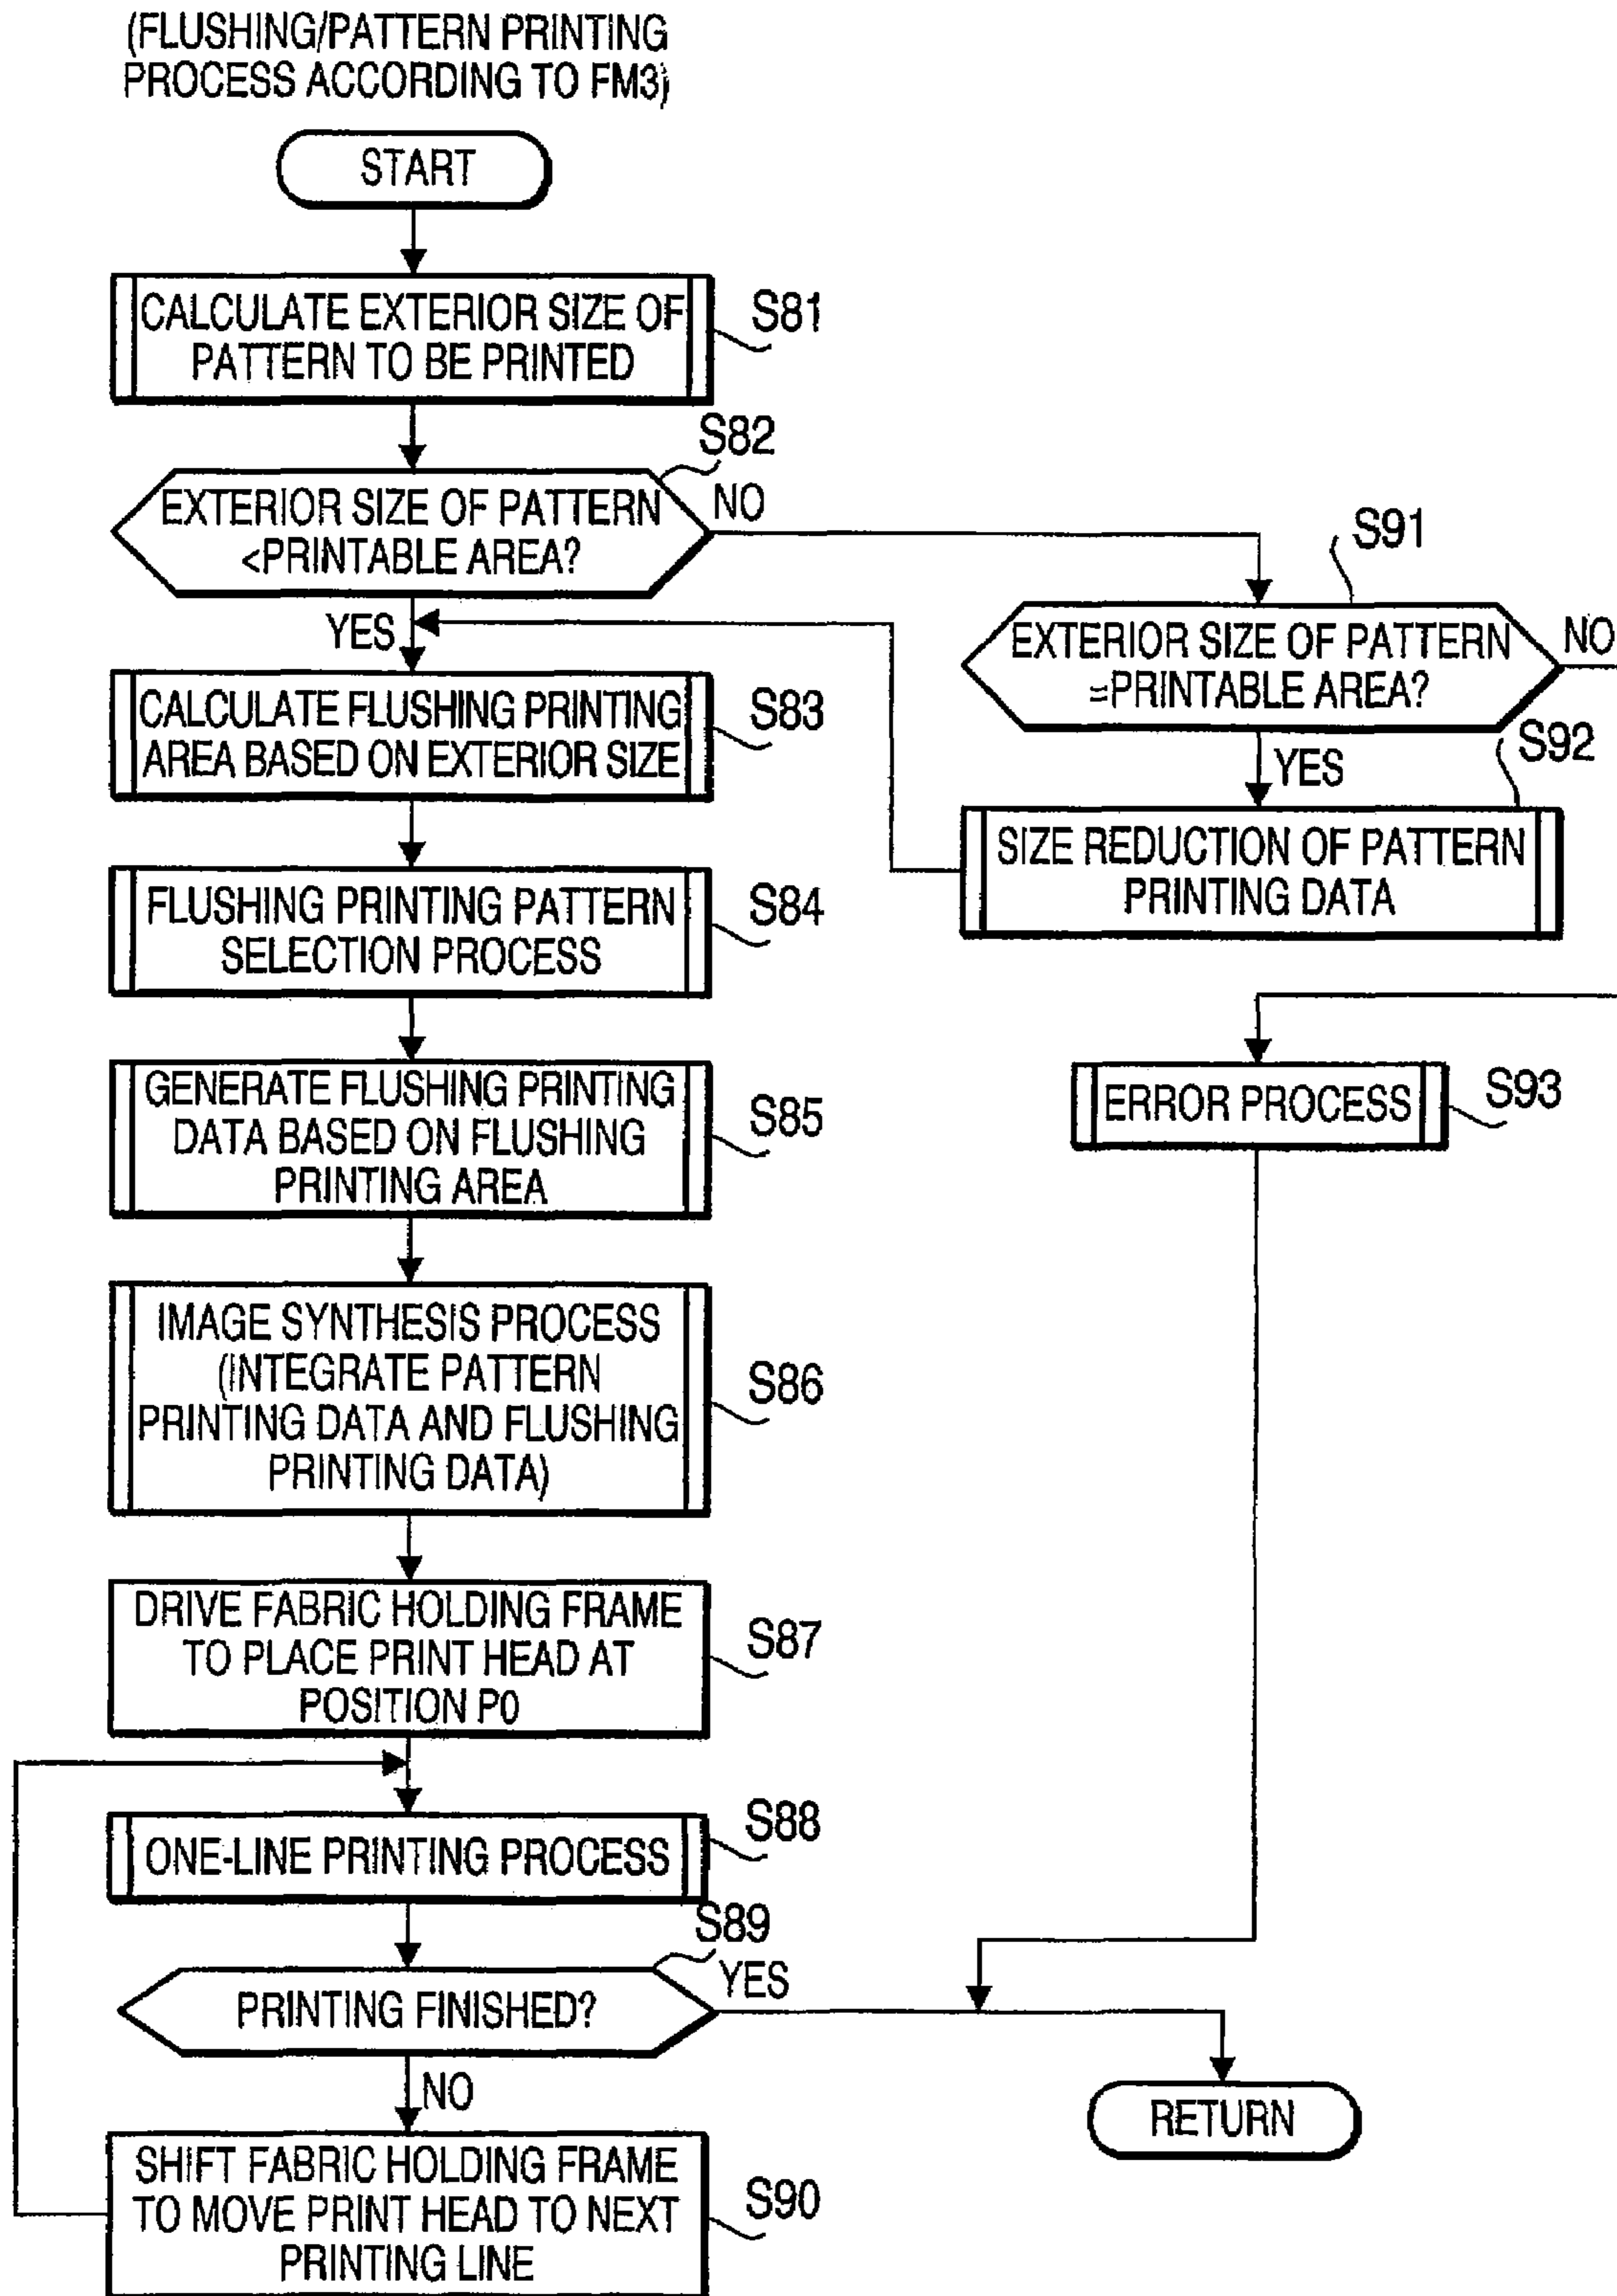 (FLUSHING/PATTERN PRINTING
PROCESS ACCORDING TO FM3)
START
CALCULATE EXTERIOR SIZE OF
PATTERN TO BE PRINTED
S81
S82
EXTERIOR SIZE OF PATTERN
<PRINTABLE AREA?
NO
YES
S91
EXTERIOR SIZE OF PATTERN
=PRINTABLE AREA?
NO
YES
S92
SIZE REDUCTION OF PATTERN
PRINTING DATA
CALCULATE FLUSHING PRINTING
AREA BASED ON EXTERIOR SIZE
S83
FLUSHING PRINTING PATTERN
SELECTION PROCESS
S84
GENERATE FLUSHING PRINTING
DATA BASED ON FLUSHING
PRINTING AREA
S85
ERROR PROCESS
S93
IMAGE SYNTHESIS PROCESS
(INTEGRATE PATTERN
PRINTING DATA AND FLUSHING
PRINTING DATA)
S86
DRIVE FABRIC HOLDING FRAME
TO PLACE PRINT HEAD AT
POSITION P0
S87
ONE-LINE PRINTING PROCESS
S88
S89
PRINTING FINISHED?
YES
NO
RETURN
SHIFT FABRIC HOLDING FRAME
TO MOVE PRINT HEAD TO NEXT
PRINTING LINE
S90